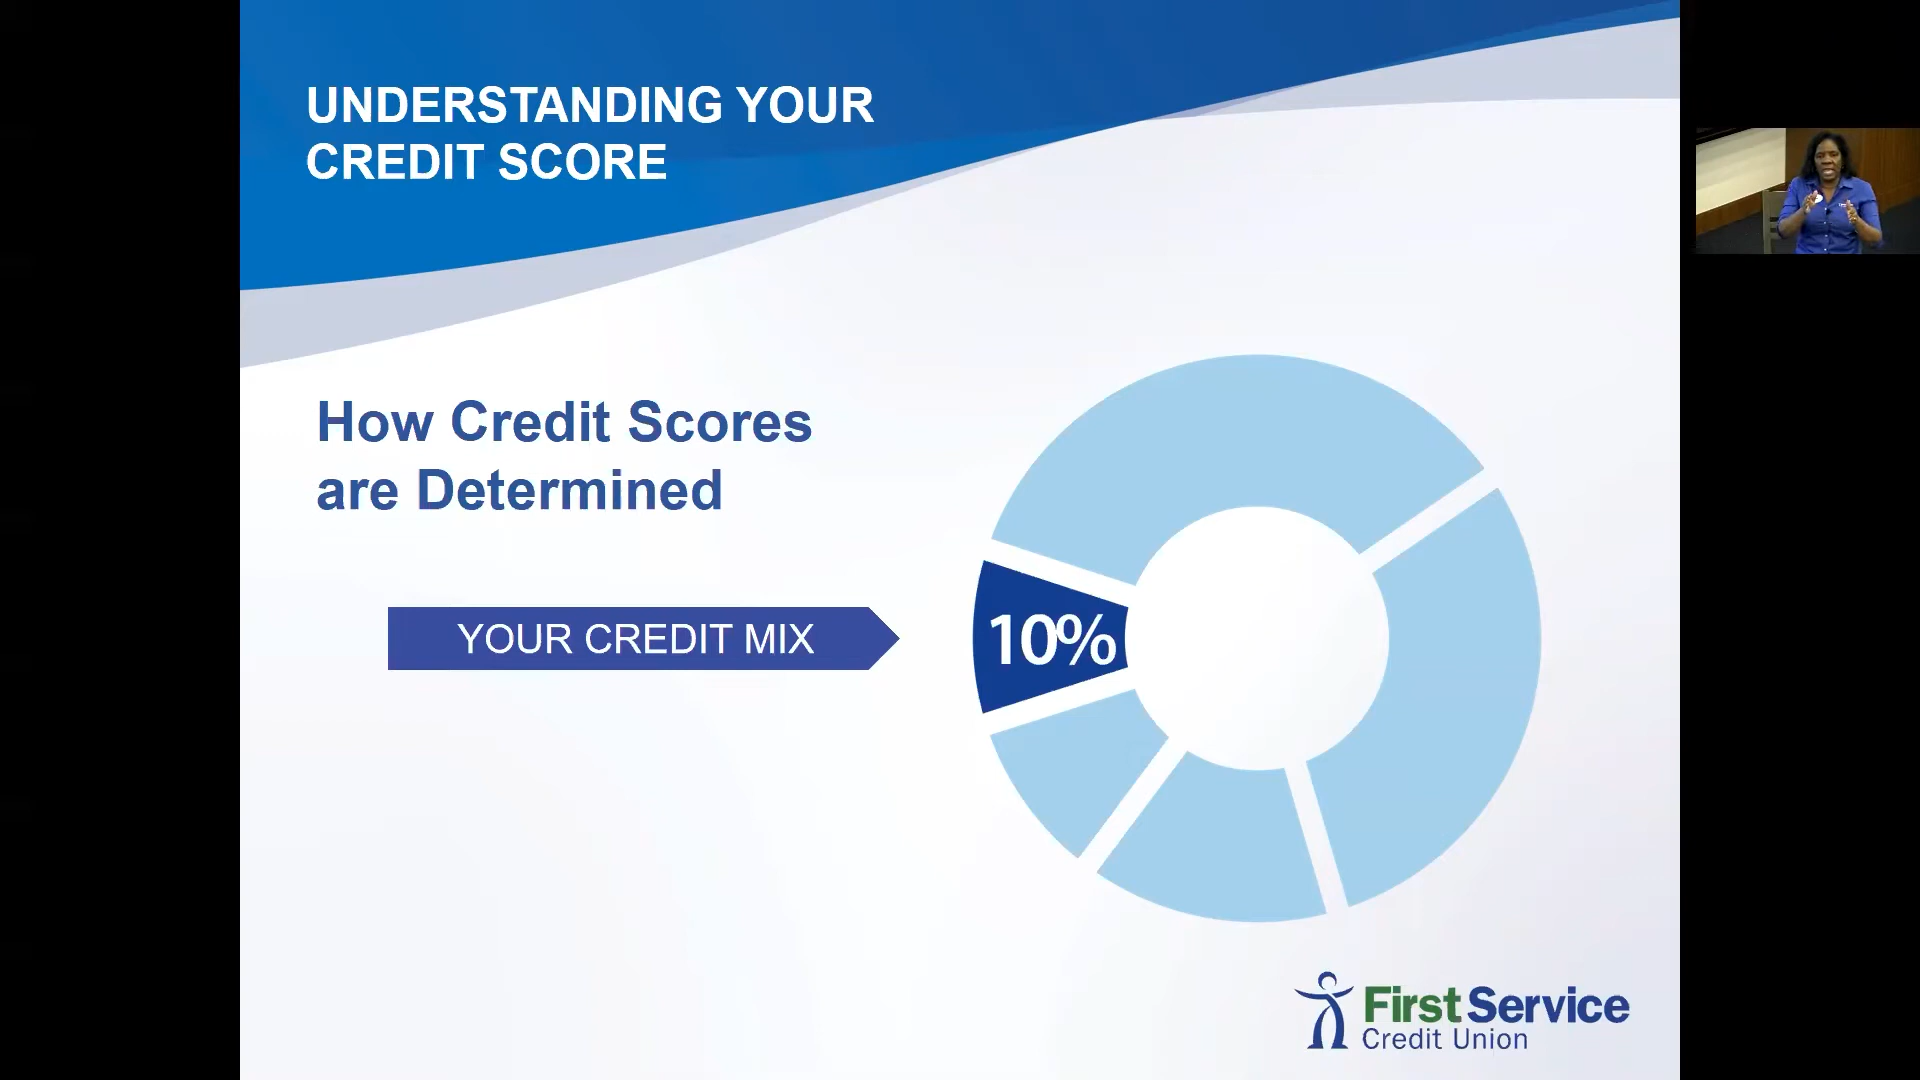 UNDERSTANDING YOUR
CREDIT SCORE
How Credit Scores
are Determined
YOUR CREDIT MIX
10%
First Service
Credit Union